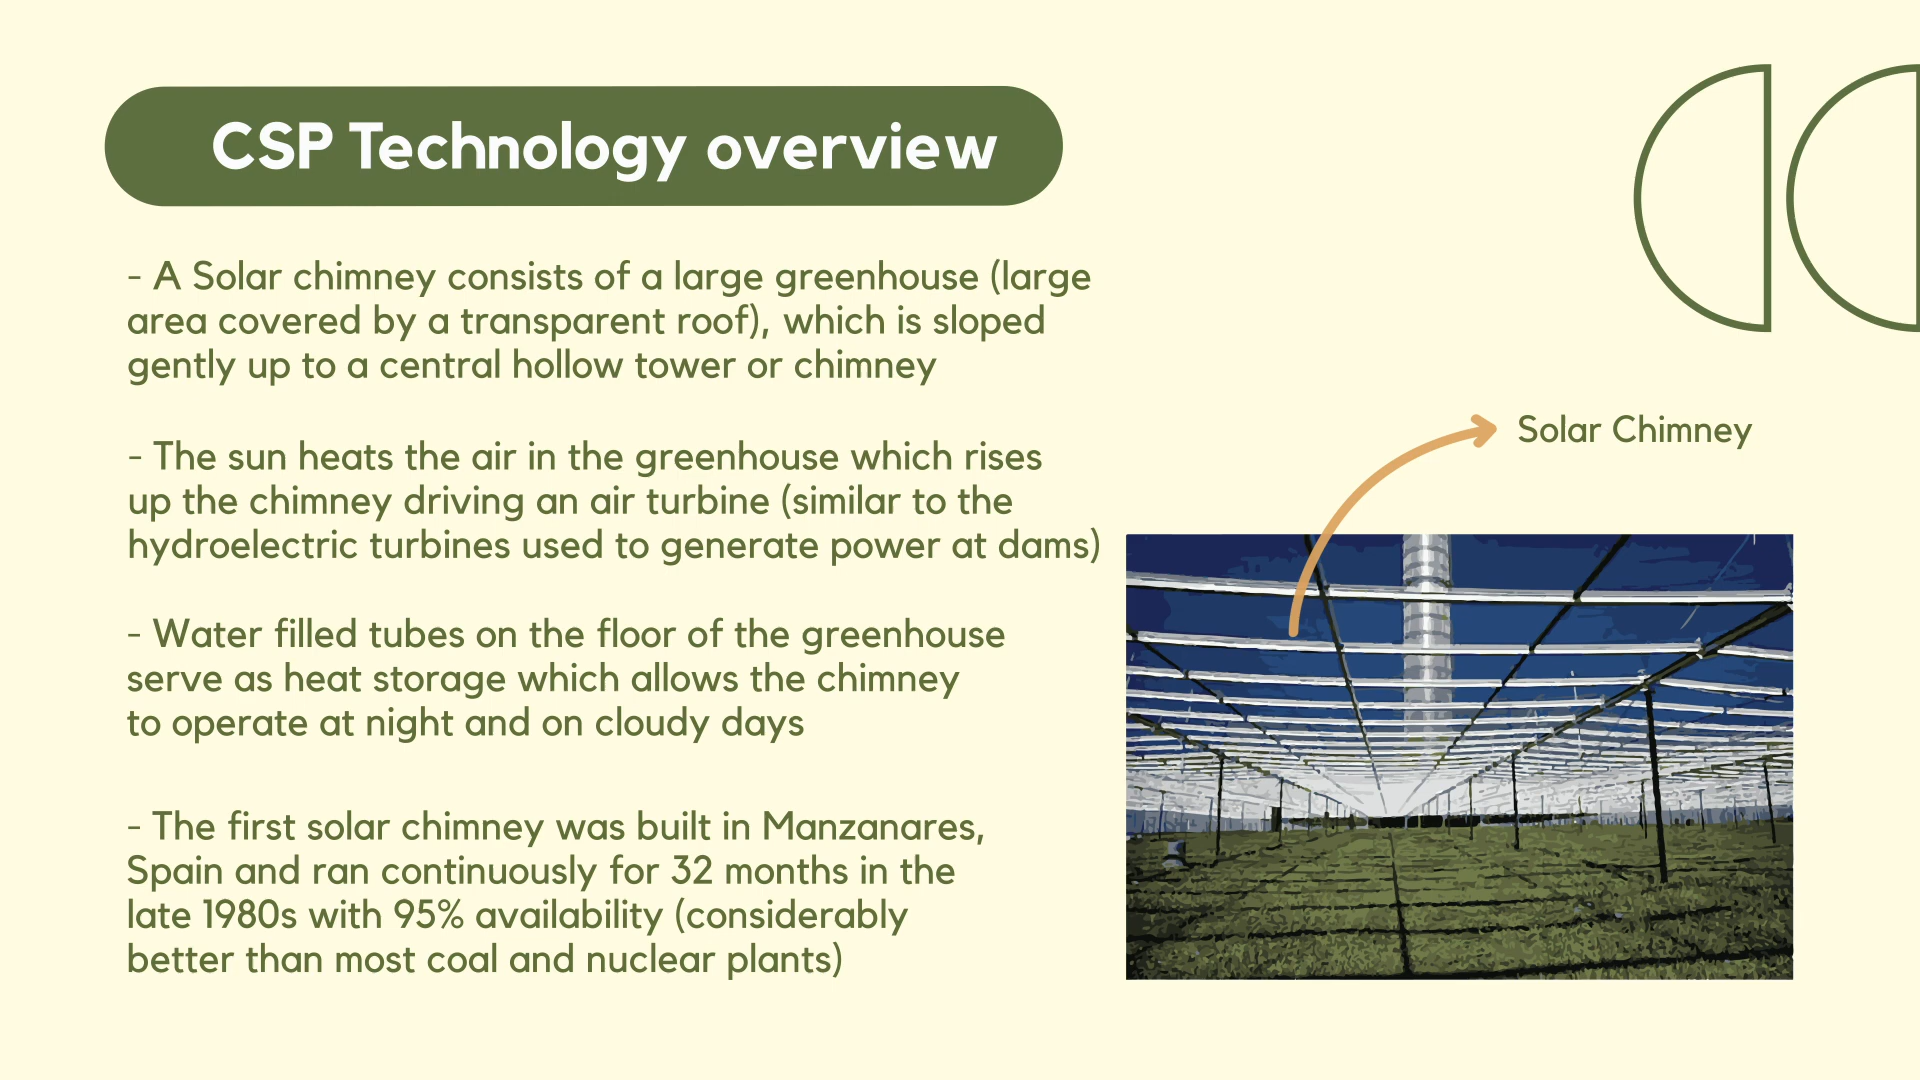 CSP Technology overview
- A Solar chimney consists of a large greenhouse (large
area covered by a transparent roof), which is sloped
gently up to a central hollow tower or chimney
- The sun heats the air in the greenhouse which rises
up the chimney driving an air turbine (similar to the
hydroelectric turbines used to generate power at dams)
- Water filled tubes on the floor of the greenhouse
serve as heat storage which allows the chimney
to operate at night and on cloudy days
- The first solar chimney was built in Manzanares,
Spain and ran continuously for 32 months in the
late 1980s with 95% availability (considerably
better than most coal and nuclear plants)
Solar Chimney